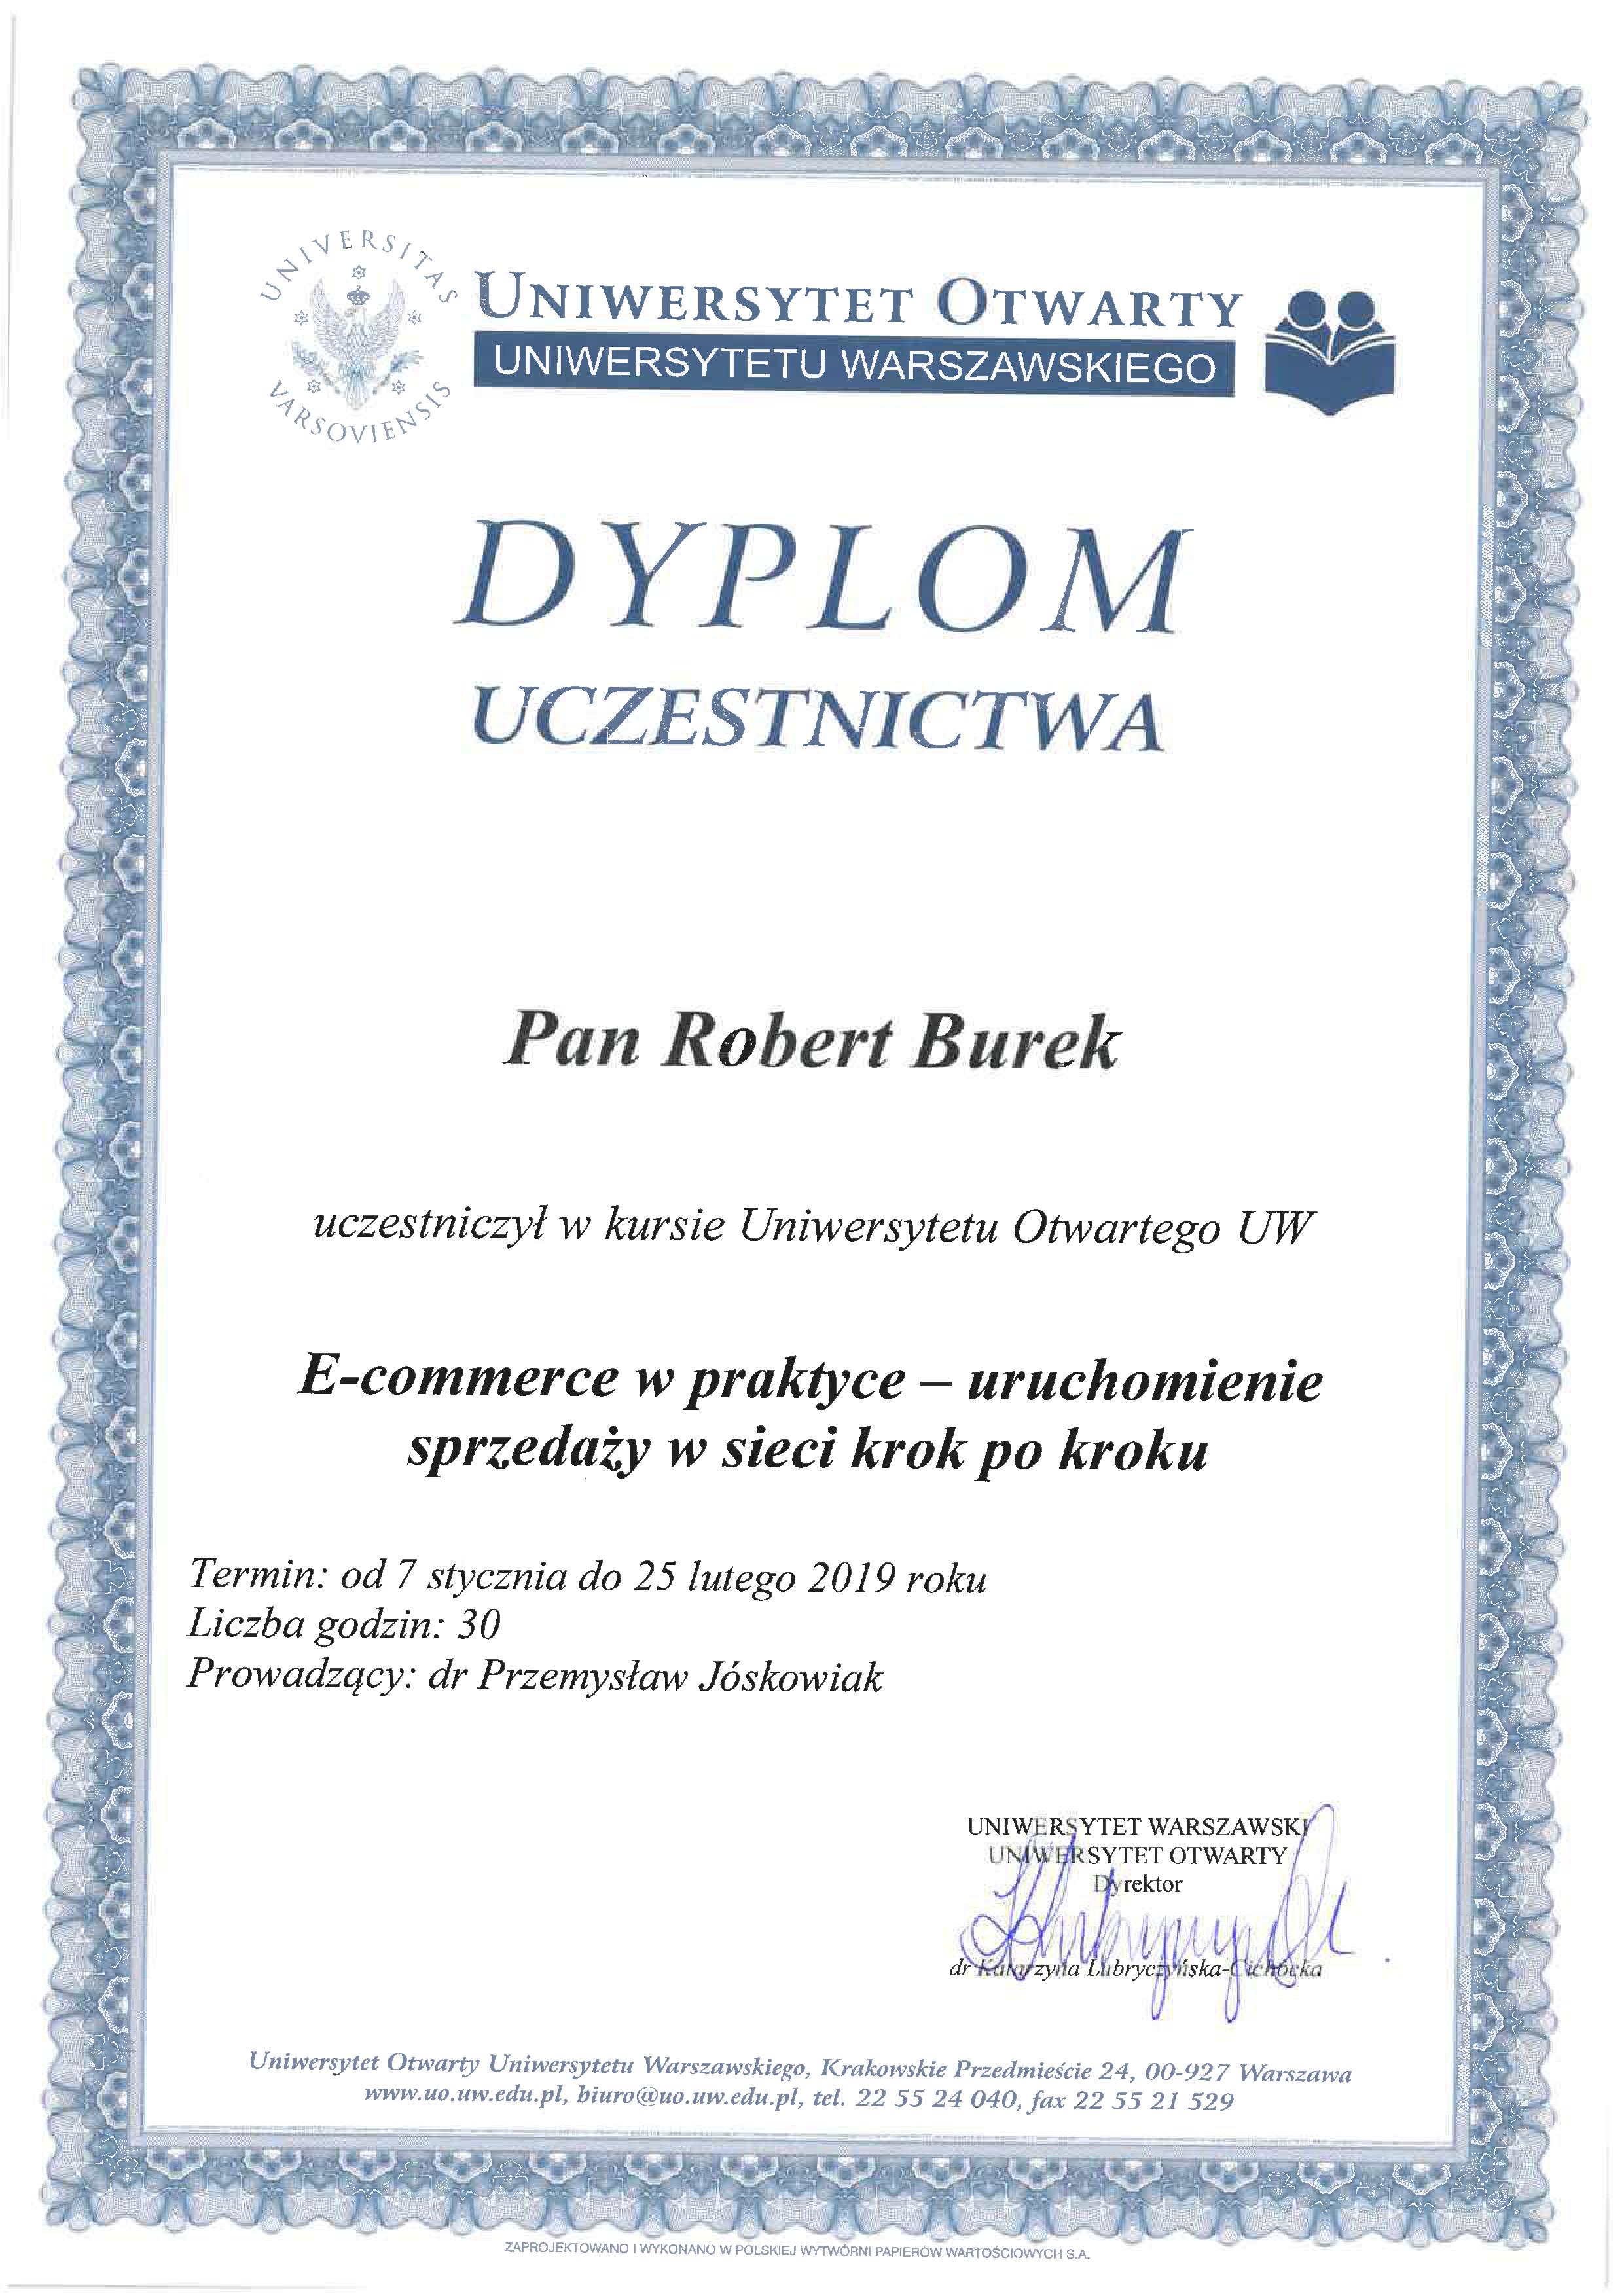 UNIVERSITAS VARSOVIENSIS
UNIWERSYTET OTWARTY
UNIWERSYTETU WARSZAWSKIEGO
DYPLOM
UCZESTNICTWA
Pan Robert Burek
uczestniczył w kursie Uniwersytetu Otwartego UW
E-commerce w praktyce – uruchomienie
sprzedaży w sieci krok po kroku
Termin: od 7 stycznia do 25 lutego 2019 roku
Liczba godzin: 30
Prowadzący: dr Przemysław Jóskowiak
UNIWERSYTET WARSZAWSKI
UNIWERSYTET OTWARTY
Dyrektor
dr Katarzyna Lubryczyńska-Cichocka
Uniwersytet Otwarty Uniwersytetu Warszawskiego, Krakowskie Przedmieście 24, 00-927 Warszawa
www.uo.uw.edu.pl, biuro@uo.uw.edu.pl, tel. 22 55 24 040, fax 22 55 21 529
ZAPROJEKTOWANO I WYKONANO W POLSKIEJ WYTWÓRNI PAPIERÓW WARTOŚCIOWYCH S.A.